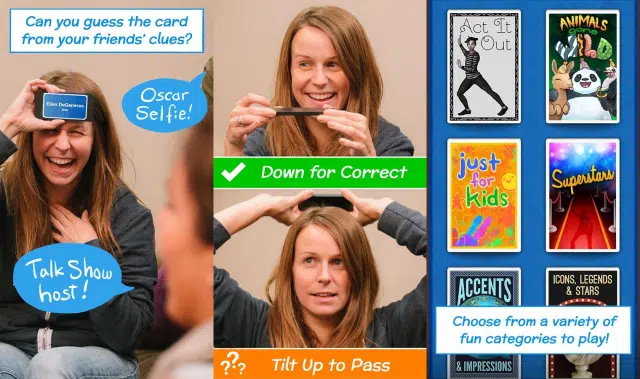 Can you guess the card
from your friends' clues?
Ellen DeGeneres
Oscar
Selfie!
Talk Show
host!
Down for Correct
??? Tilt Up to Pass
Act It
Out
ANIMALS
gone
WILD
just
for
kids
Superstars
ACCENTS
& IMPRESSIONS
ICONS, LEGENDS
& STARS
Choose from a variety of
fun categories to play!